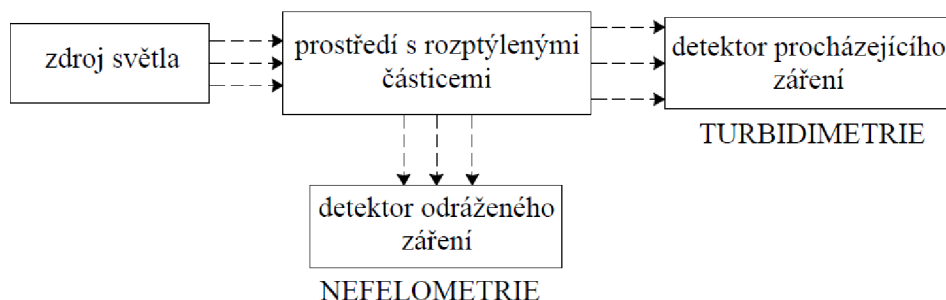 zdroj světla
prostředí s rozptýlenými
částicemi
detektor procházejícího
záření
TURBIDIMETRIE
detektor odráženého
záření
NEFELOMETRIE